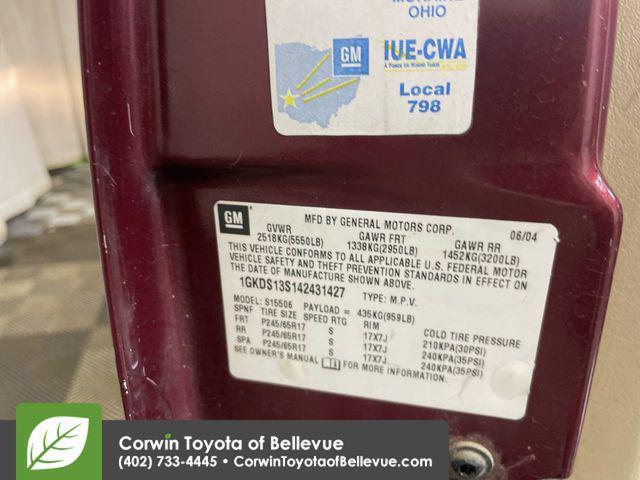 OHIO
GM
IUE-CWA
Local
798
GM
MFD BY GENERAL MOTORS CORP. 06/04
GVWR GAWR FRT GAWR RR
2518KG(5550LB) 1338KG(2950LB) 1452KG(3200LB)
THIS VEHICLE CONFORMS TO ALL APPLICABLE U.S. FEDERAL MOTOR
VEHICLE SAFETY AND THEFT PREVENTION STANDARDS IN EFFECT ON
THE DATE OF MANUFACTURE SHOWN ABOVE.
1GKDS13S142431427 TYPE: M.P.V.
MODEL: S15506 PAYLOAD = 435KG(959LB)
SPNF TIRE SIZE SPEED RTG RIM COLD TIRE PRESSURE
FRT P245/65R17 S 17X7J 210KPA(30PSI)
RR P245/65R17 S 17X7J 240KPA(35PSI)
SPA P245/65R17 S 17X7J 240KPA(35PSI)
SEE OWNER'S MANUAL FOR MORE INFORMATION.
Corwin Toyota of Bellevue
(402) 733-4445 • CorwinToyotaofBellevue.com